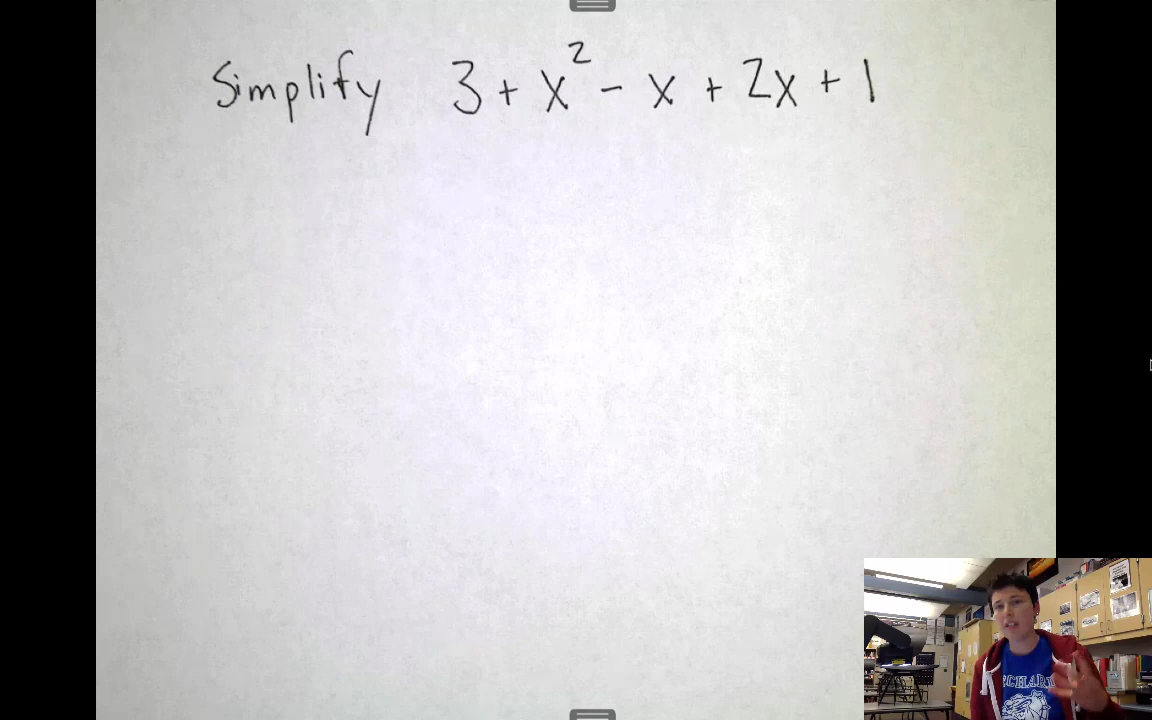 Simplify 3 + x² - x + 2x + 1